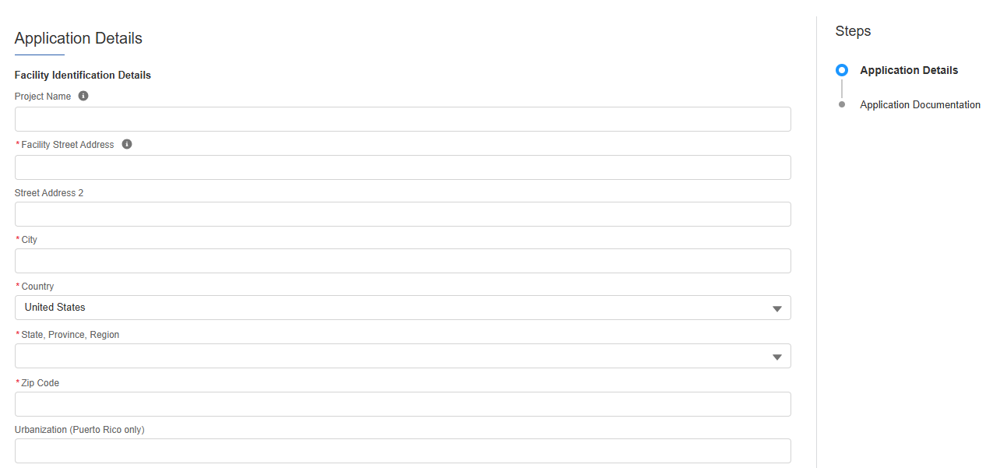 Application Details
Facility Identification Details
Project Name
* Facility Street Address
Street Address 2
* City
* Country
United States
* State, Province, Region
* Zip Code
Urbanization (Puerto Rico only)
Steps
Application Details
Application Documentation